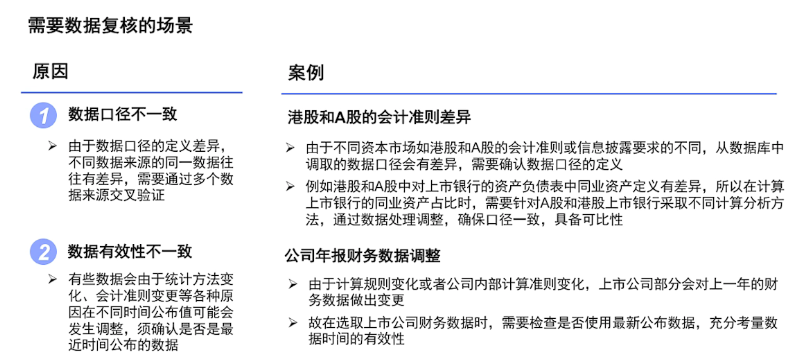 需要数据复核的场景
原因
案例
1 数据口径不一致
➢ 由于数据口径的定义差异，
不同数据来源的同一数据往
往有差异，需要通过多个数
据来源交叉验证
港股和A股的会计准则差异
➢ 由于不同资本市场如港股和A股的会计准则或信息披露要求的不同，从数据库中
调取的数据口径会有差异，需要确认数据口径的定义
➢ 例如港股和A股中对上市银行的资产负债表中同业资产定义有差异，所以在计算
上市银行的同业资产占比时，需要针对A股和港股上市银行采取不同计算分析方
法，通过数据处理调整，确保口径一致，具备可比性
2 数据有效性不一致
➢ 有些数据会由于统计方法变
化、会计准则变更等各种原
因在不同时间公布值可能会
发生调整，须确认是否是最
近时间公布的数据
公司年报财务数据调整
➢ 由于计算规则变化或者公司内部计算准则变化，上市公司部分会对上一年的财
务数据做出变更
➢ 故在选取上市公司财务数据时，需要检查是否使用最新公布数据，充分考量数
据时间的有效性